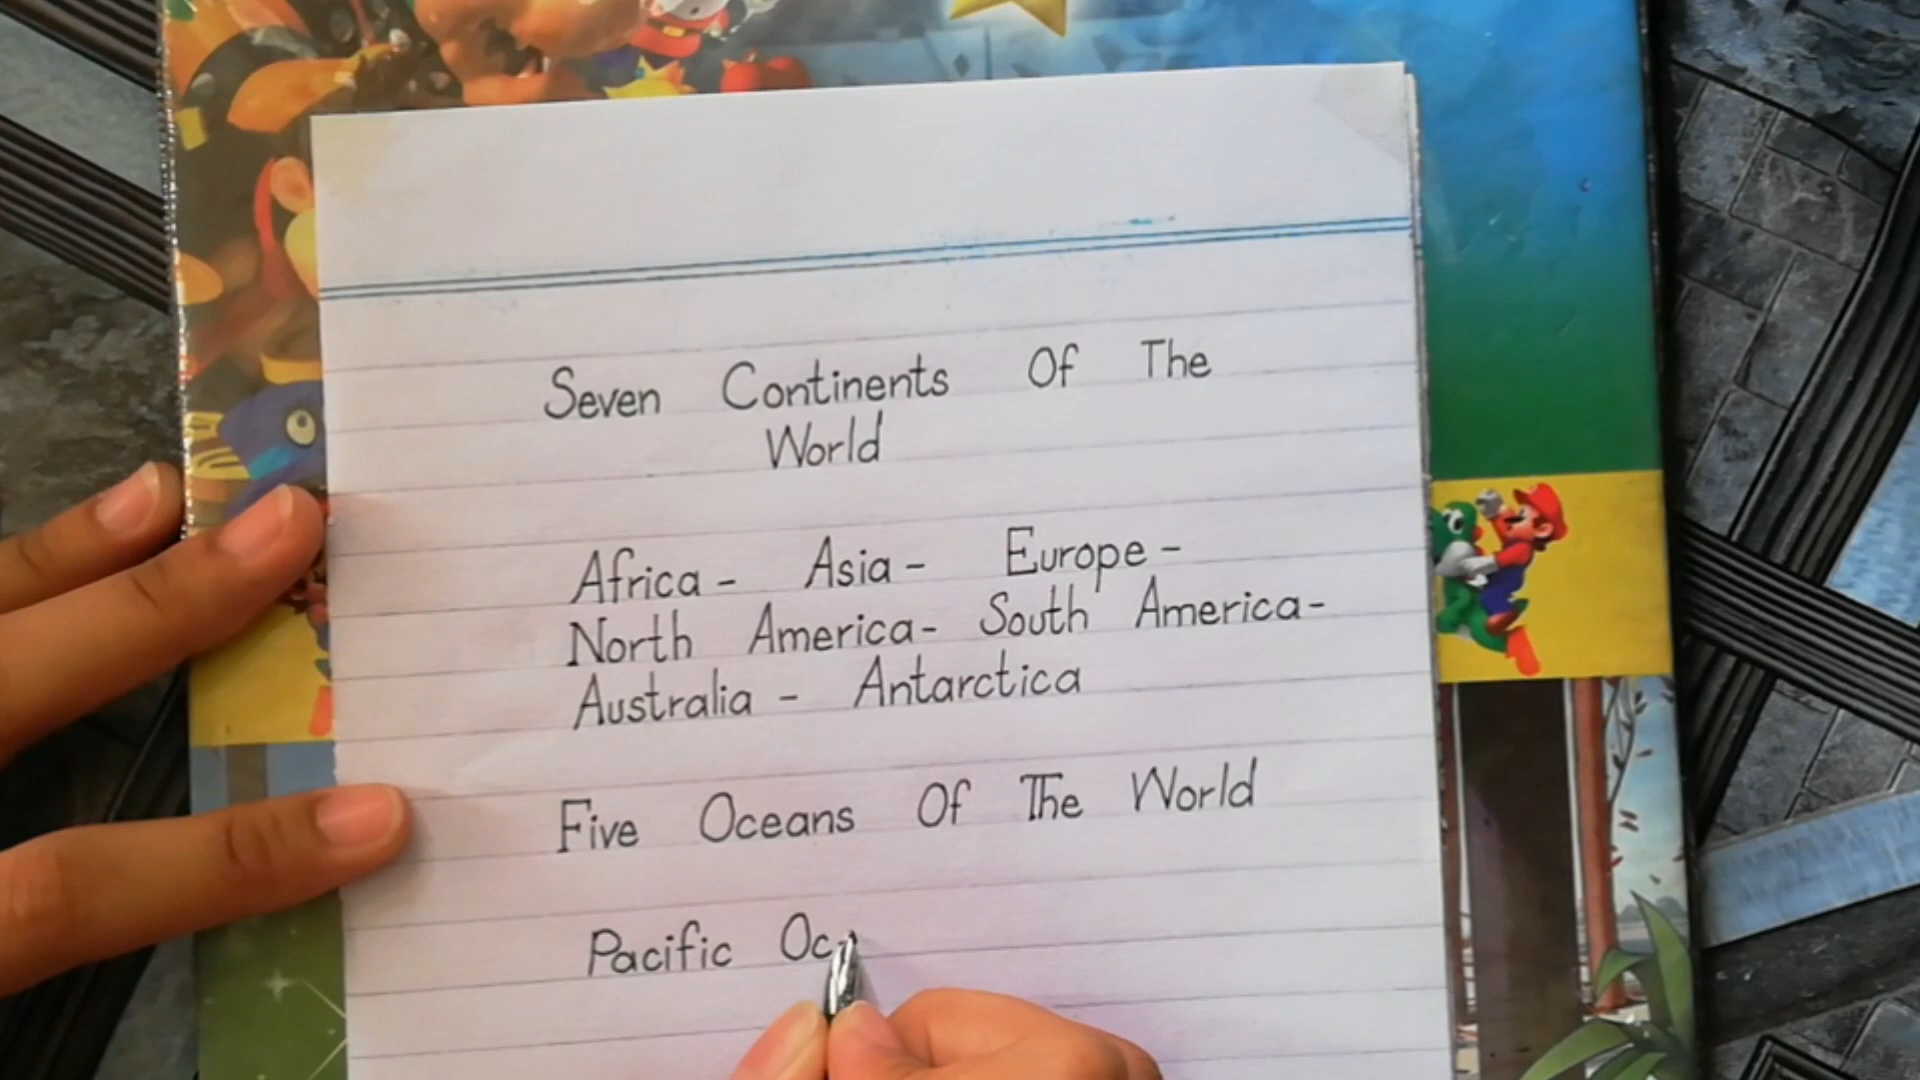 Seven Continents Of The
World
Africa - Asia - Europe -
North America - South America -
Australia - Antarctica
Five Oceans Of The World
Pacific Oc